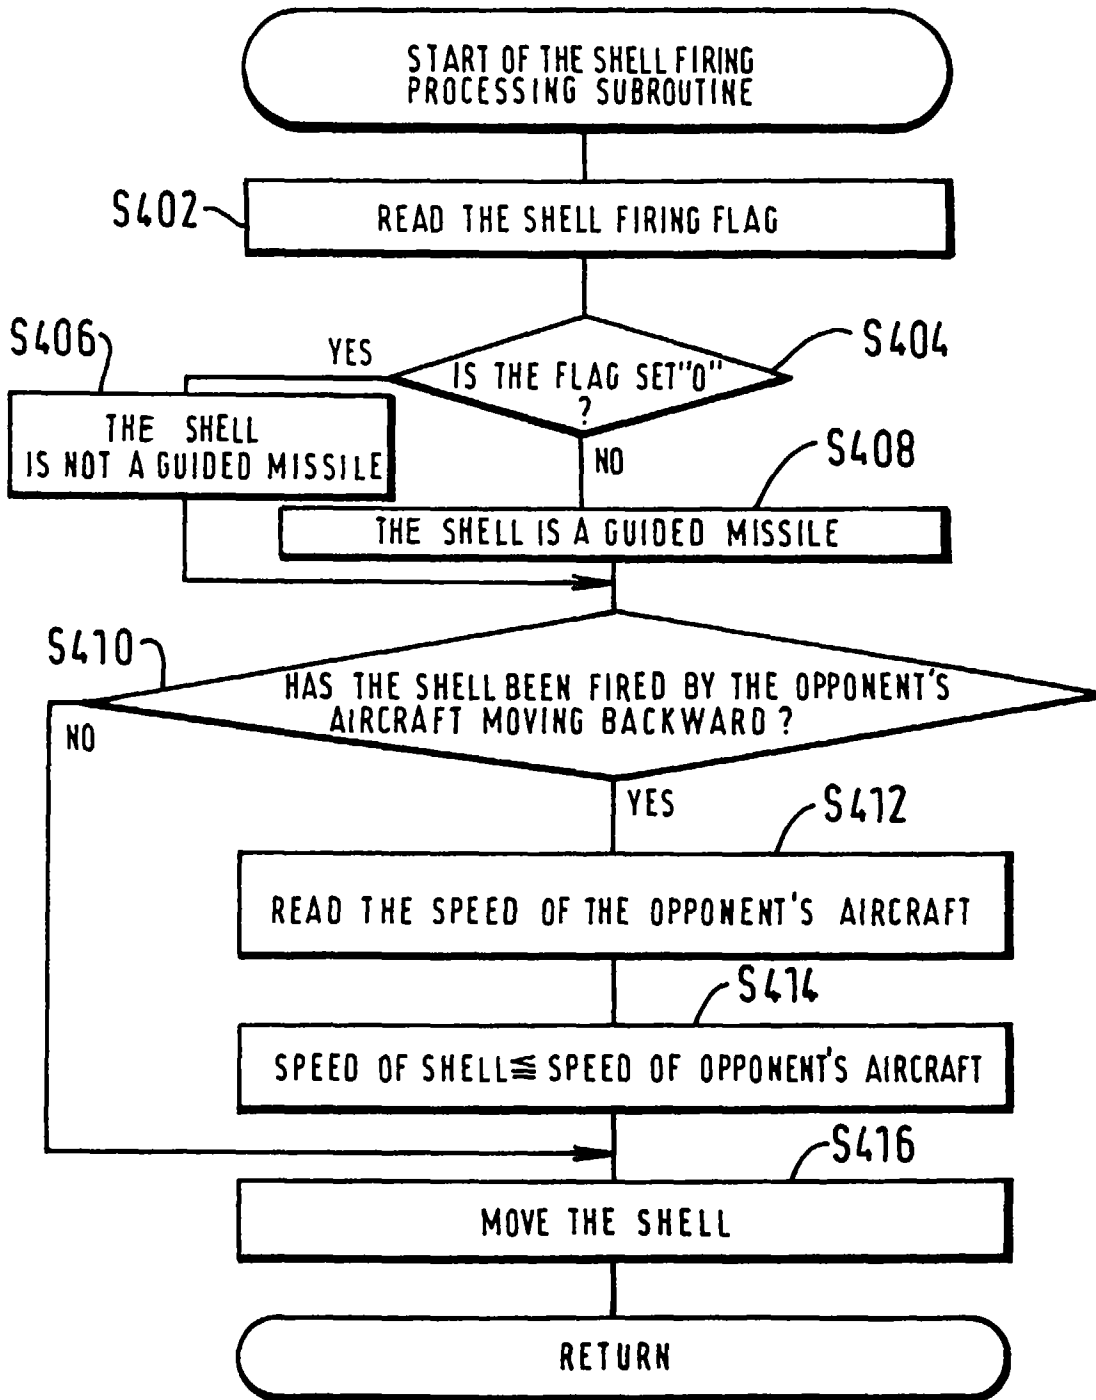 START OF THE SHELL FIRING
PROCESSING SUBROUTINE
S402
READ THE SHELL FIRING FLAG
S406
YES
S404
IS THE FLAG SET"0"
?
THE SHELL
IS NOT A GUIDED MISSILE
NO
S408
THE SHELL IS A GUIDED MISSILE
S410
HAS THE SHELL BEEN FIRED BY THE OPPONENT'S
AIRCRAFT MOVING BACKWARD ?
NO
YES
S412
READ THE SPEED OF THE OPPONENT'S AIRCRAFT
S414
SPEED OF SHELL≦SPEED OF OPPONENT'S AIRCRAFT
S416
MOVE THE SHELL
RETURN